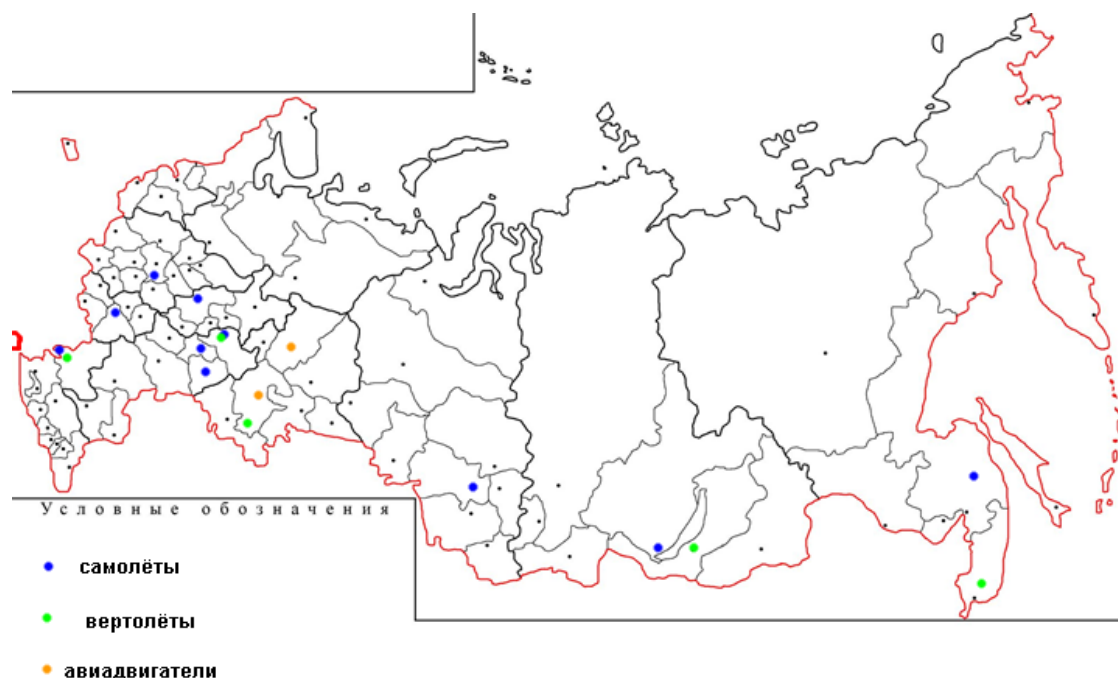 Условные обозначения
самолёты
вертолёты
авиадвигатели